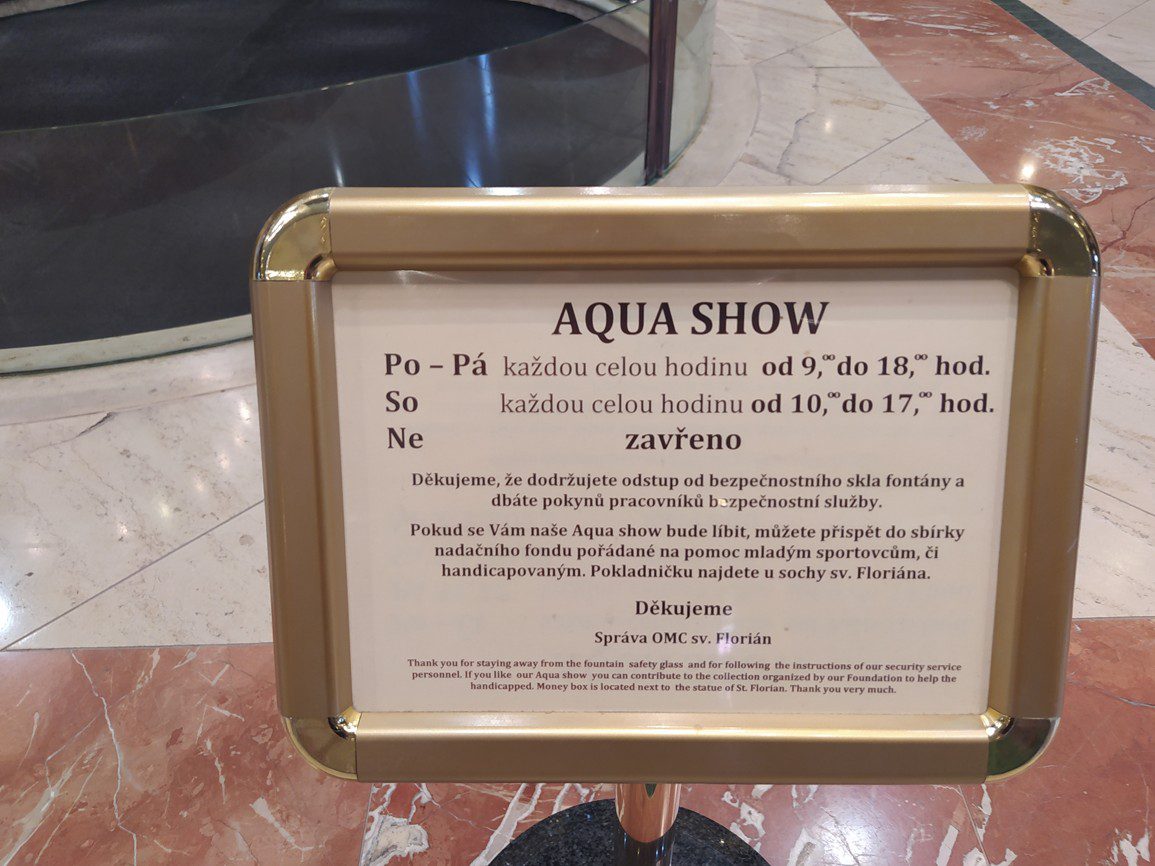 AQUA SHOW
Po – Pá každou celou hodinu od 9,⁰⁰ do 18,⁰⁰ hod.
So každou celou hodinu od 10,⁰⁰ do 17,⁰⁰ hod.
Ne zavřeno
Děkujeme, že dodržujete odstup od bezpečnostního skla fontány a
dbáte pokynů pracovníků bezpečnostní služby.
Pokud se Vám naše Aqua show bude líbit, můžete přispět do sbírky
nadačního fondu pořádané na pomoc mladým sportovcům, či
handicapovaným. Pokladničku najdete u sochy sv. Floriána.
Děkujeme
Správa OMC sv. Florián
Thank you for staying away from the fountain safety glass and for following the instructions of our security service
personnel. If you like our Aqua show you can contribute to the collection organized by our Foundation to help the
handicapped. Money box is located next to the statue of St. Florian. Thank you very much.